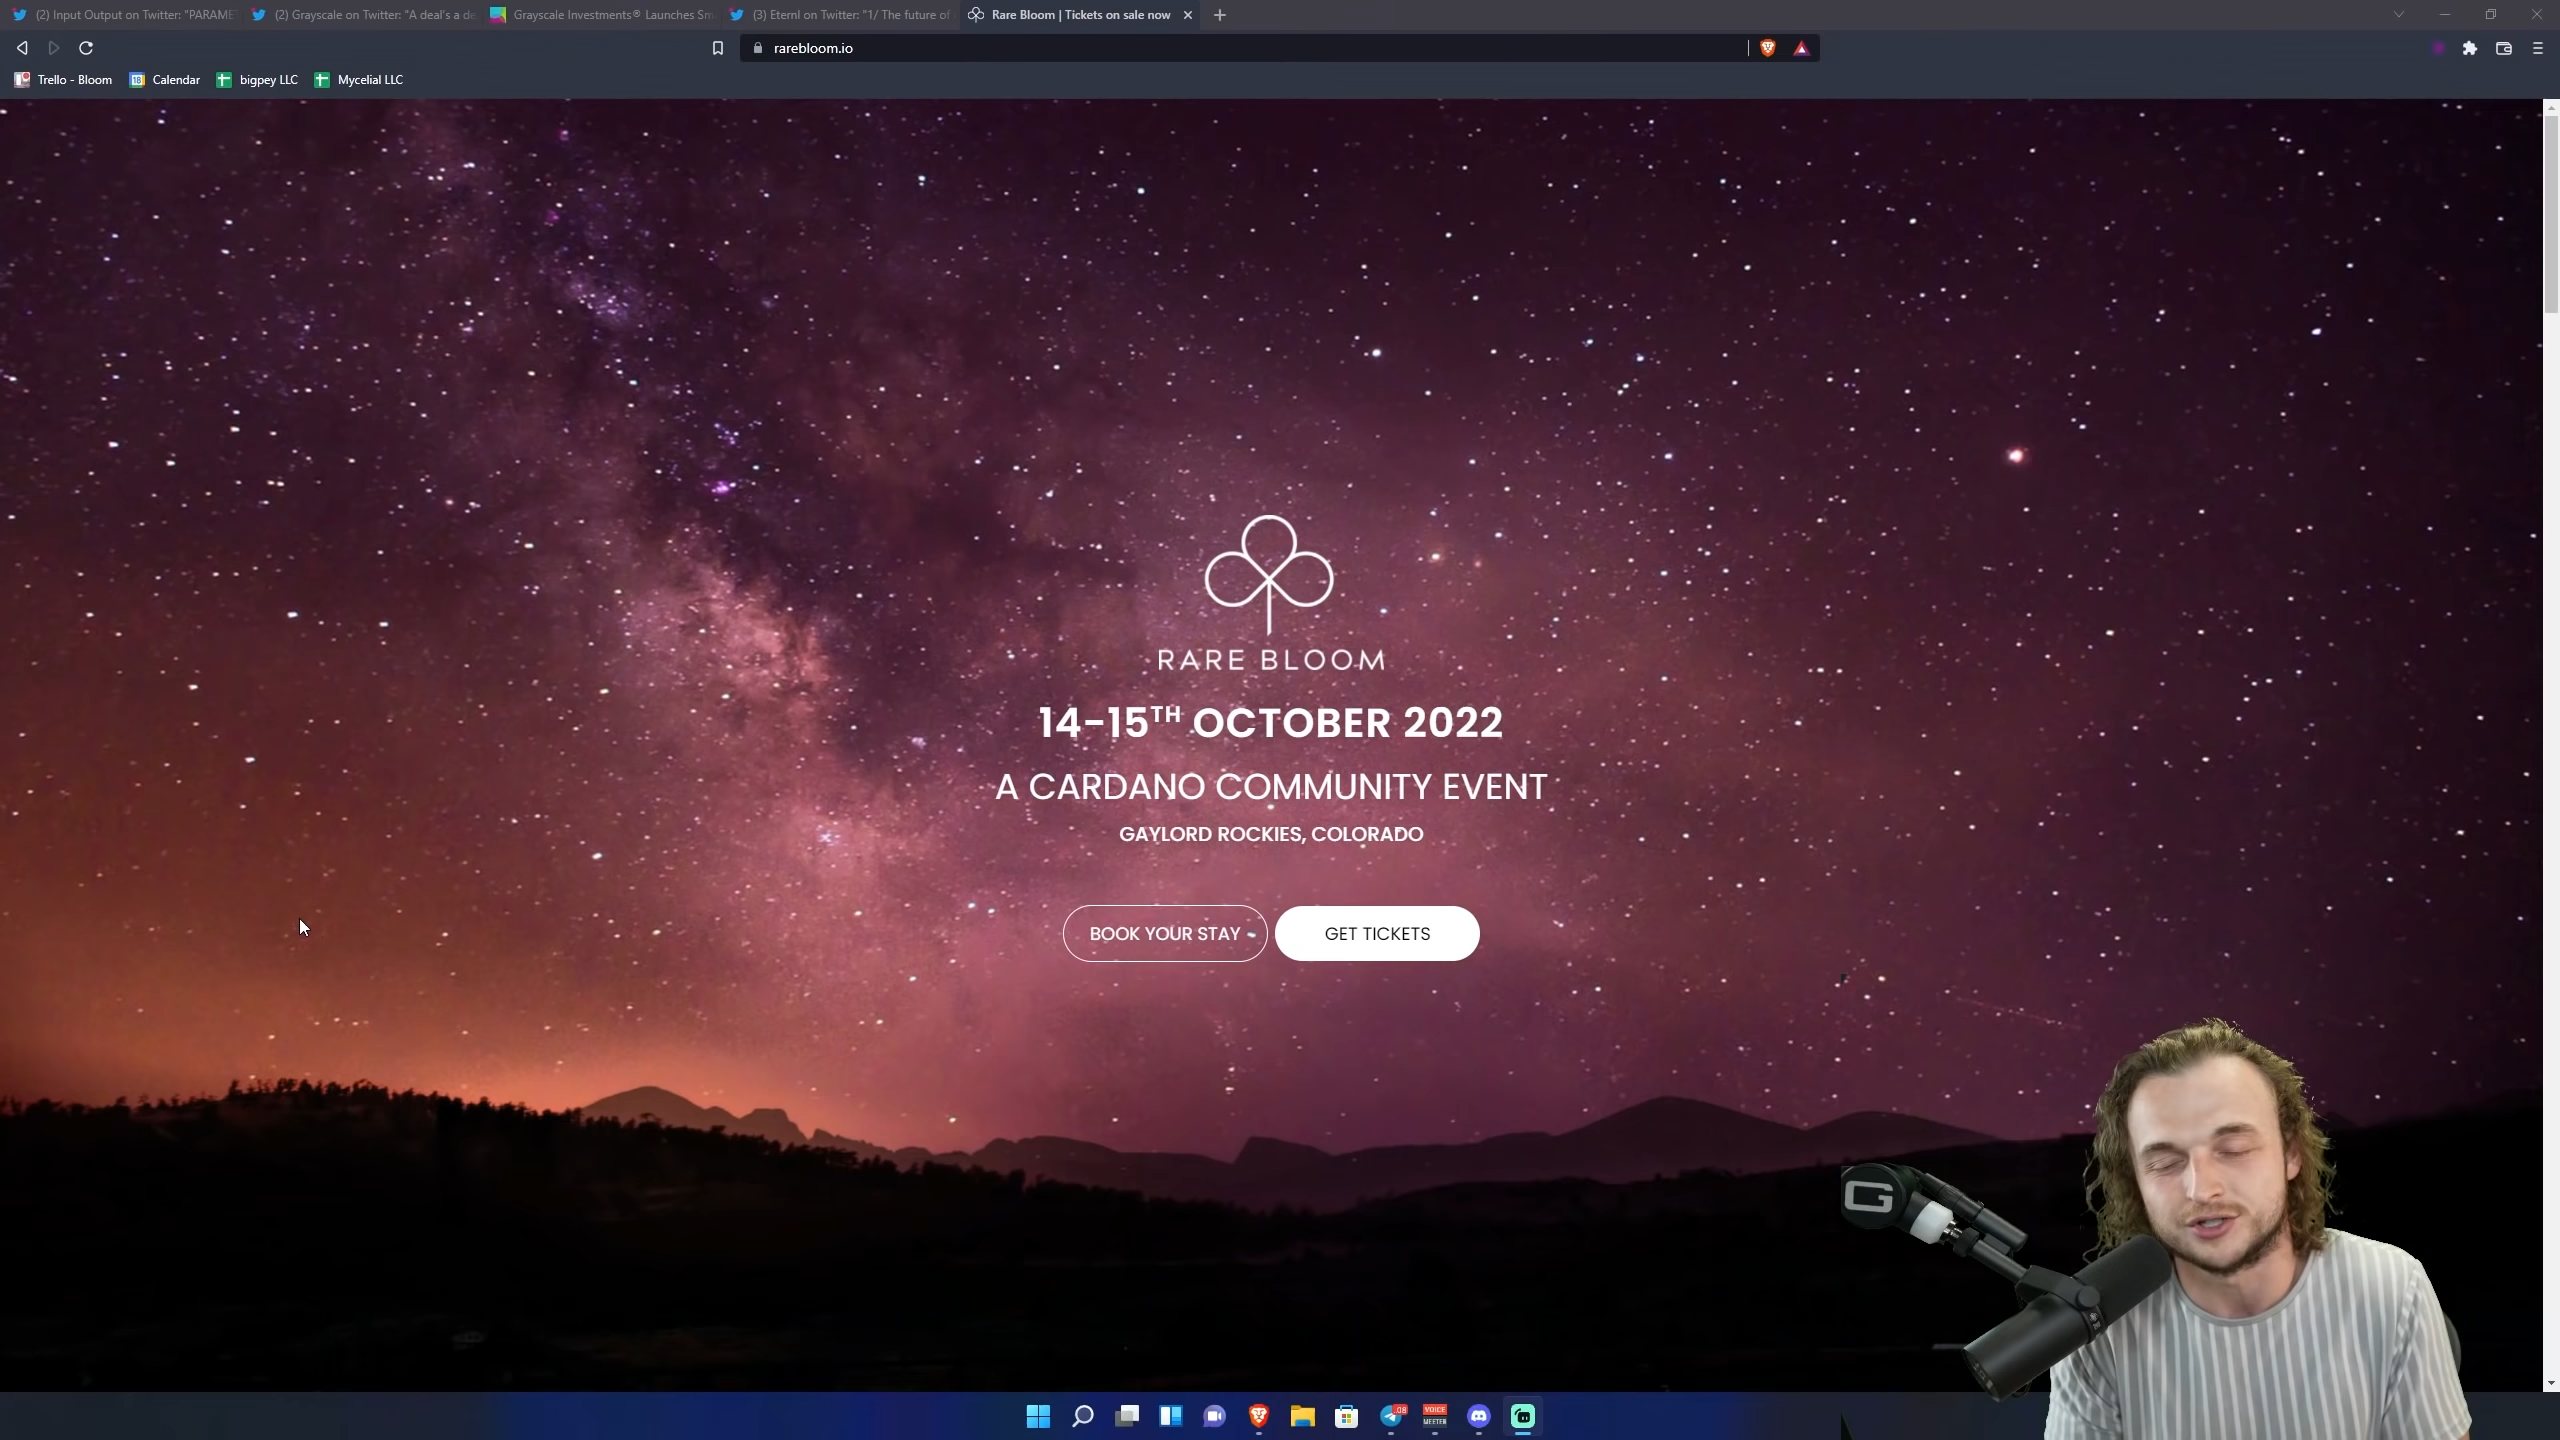 (2) Input Output on Twitter: "PARAME
(2) Grayscale on Twitter: "A deal's a de
Grayscale Investments® Launches Sm
(3) Eternl on Twitter: "1/ The future of
Rare Bloom | Tickets on sale now
rarebloom.io
Trello - Bloom
Calendar
bigpey LLC
Mycelial LLC
RARE BLOOM
14-15TH OCTOBER 2022
A CARDANO COMMUNITY EVENT
GAYLORD ROCKIES, COLORADO
BOOK YOUR STAY
GET TICKETS
G
VOICE
MEETER